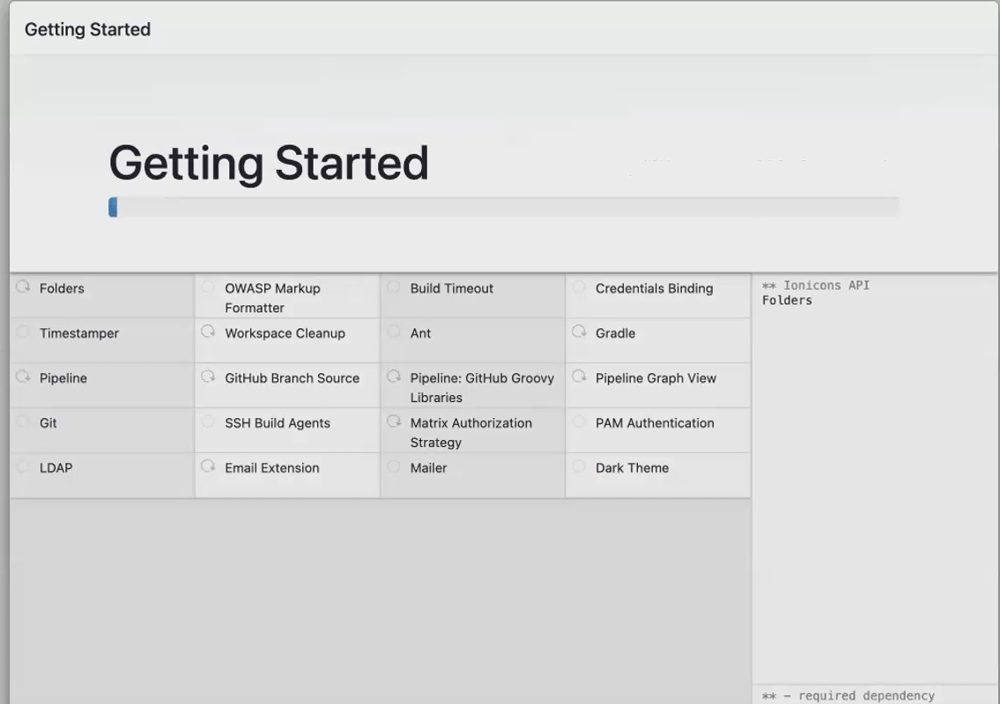 Getting Started
Getting Started
Folders
OWASP Markup
Formatter
Build Timeout
Credentials Binding
Timestamper
Workspace Cleanup
Ant
Gradle
Pipeline
GitHub Branch Source
Pipeline: GitHub Groovy
Libraries
Pipeline Graph View
Git
SSH Build Agents
Matrix Authorization
Strategy
PAM Authentication
LDAP
Email Extension
Mailer
Dark Theme
** Ionicons API
Folders
** - required dependency